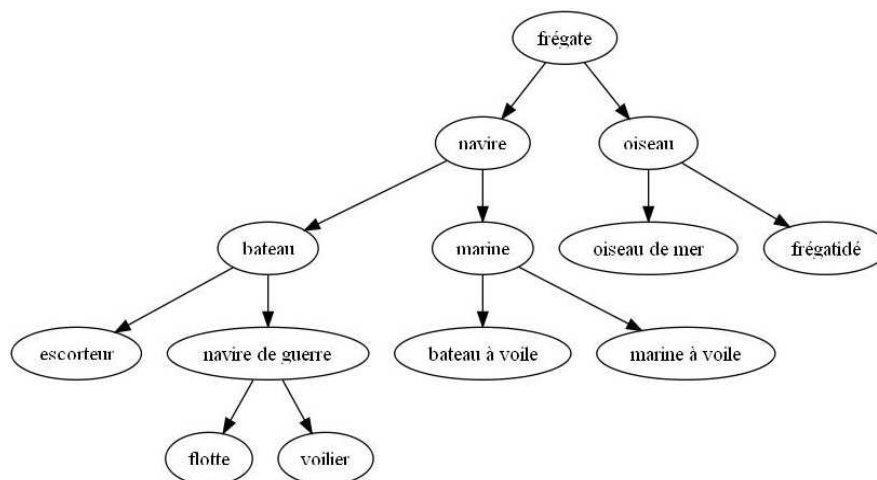 frégate
navire
oiseau
bateau
marine
oiseau de mer
frégatidé
escorteur
navire de guerre
bateau à voile
marine à voile
flotte
voilier